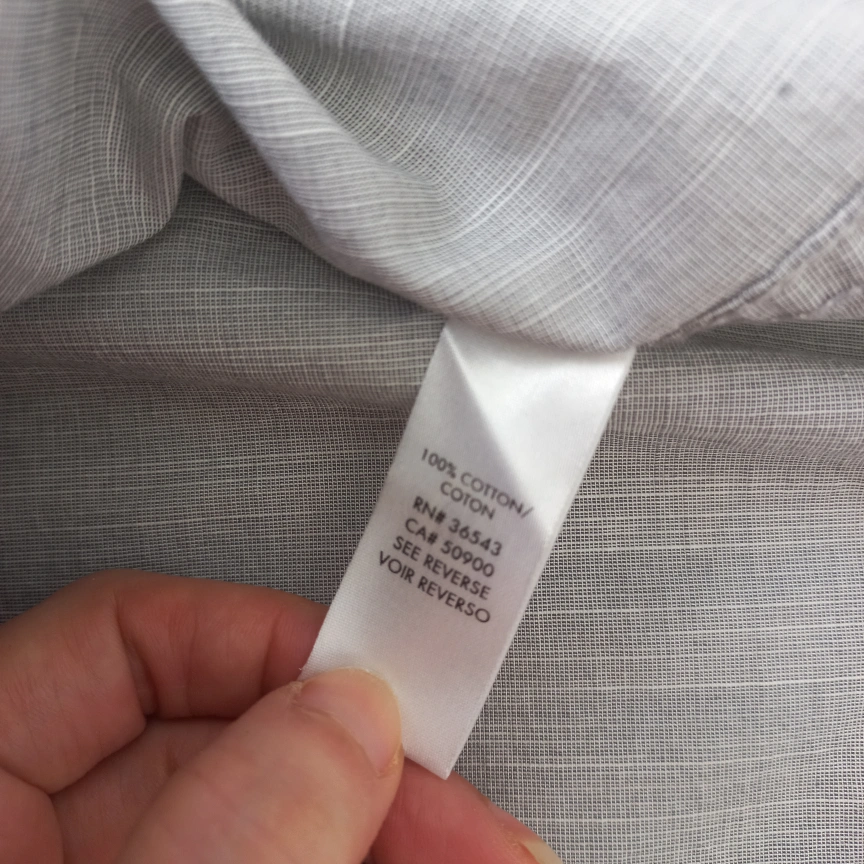 100% COTTON/
COTON
RN# 36543
CA# 50900
SEE REVERSE
VOIR REVERSO